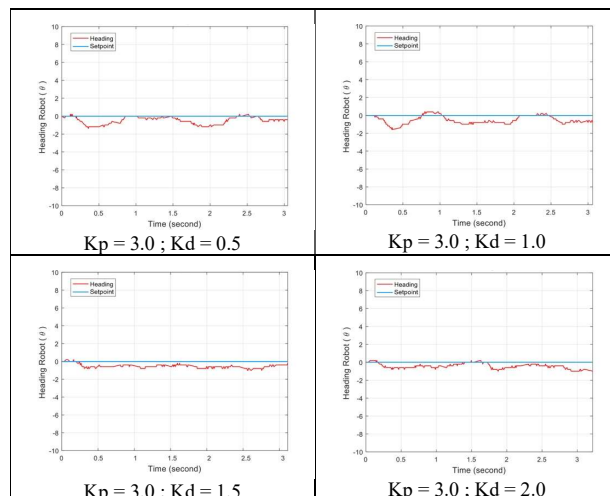 Heading
Setpoint
Heading Robot ( θ )
10
8
6
4
2
0
-2
-4
-6
-8
-10
0 0.5 1 1.5 2 2.5 3
Time (second)
Kp = 3.0 ; Kd = 0.5
Heading
Setpoint
Heading Robot ( θ )
10
8
6
4
2
0
-2
-4
-6
-8
-10
0 0.5 1 1.5 2 2.5 3
Time (second)
Kp = 3.0 ; Kd = 1.0
Heading
Setpoint
Heading Robot ( θ )
10
8
6
4
2
0
-2
-4
-6
-8
-10
0 0.5 1 1.5 2 2.5 3
Time (second)
Kp = 3.0 ; Kd = 1.5
Heading
Setpoint
Heading Robot ( θ )
10
8
6
4
2
0
-2
-4
-6
-8
-10
0 0.5 1 1.5 2 2.5 3
Time (second)
Kp = 3.0 ; Kd = 2.0